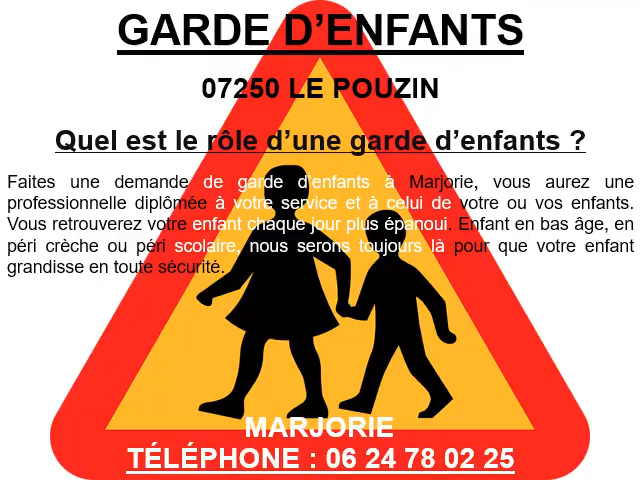 GARDE D’ENFANTS
07250 LE POUZIN
Quel est le rôle d’une garde d’enfants ?
Faites une demande de garde d’enfants à Marjorie, vous aurez une
professionnelle diplômée à votre service et à celui de votre ou vos enfants.
Vous retrouverez votre enfant chaque jour plus épanoui. Enfant en bas âge, en
péri crèche ou péri scolaire, nous serons toujours là pour que votre enfant
grandisse en toute sécurité.
MARJORIE
TÉLÉPHONE : 06 24 78 02 25